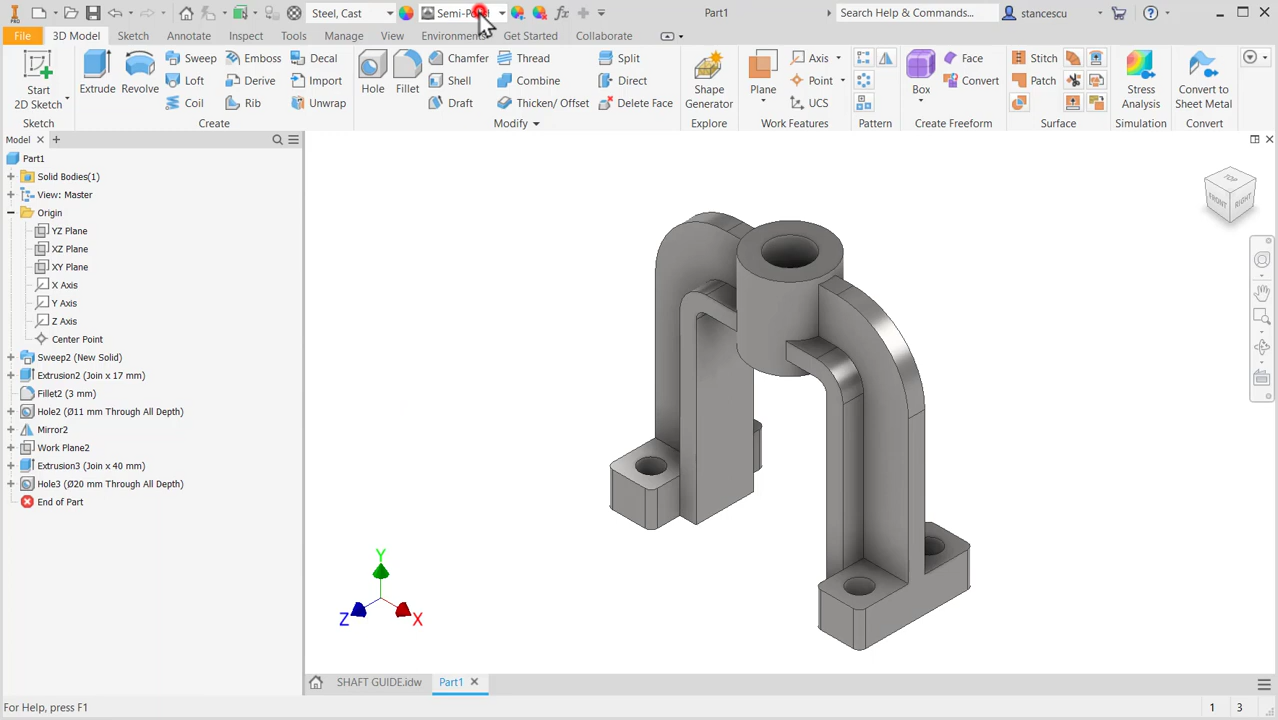 Steel, Cast
Semi-Pol
Part1
Search Help & Commands...
stancescu
File
3D Model
Sketch
Annotate
Inspect
Tools
Manage
View
Environments
Get Started
Collaborate
Start
2D Sketch
Sketch
Extrude
Revolve
Sweep
Loft
Coil
Emboss
Derive
Rib
Decal
Import
Unwrap
Create
Hole
Fillet
Chamfer
Shell
Draft
Thread
Combine
Thicken/ Offset
Split
Direct
Delete Face
Modify
Shape
Generator
Explore
Plane
Axis
Point
UCS
Work Features
Pattern
Box
Face
Convert
Create Freeform
Stitch
Patch
Surface
Stress
Analysis
Simulation
Convert to
Sheet Metal
Convert
Model
Part1
Solid Bodies(1)
View: Master
Origin
YZ Plane
XZ Plane
XY Plane
X Axis
Y Axis
Z Axis
Center Point
Sweep2 (New Solid)
Extrusion2 (Join x 17 mm)
Fillet2 (3 mm)
Hole2 (Ø11 mm Through All Depth)
Mirror2
Work Plane2
Extrusion3 (Join x 40 mm)
Hole3 (Ø20 mm Through All Depth)
End of Part
TOP
FRONT
RIGHT
Y
Z
X
SHAFT GUIDE.idw
Part1
For Help, press F1
1
3